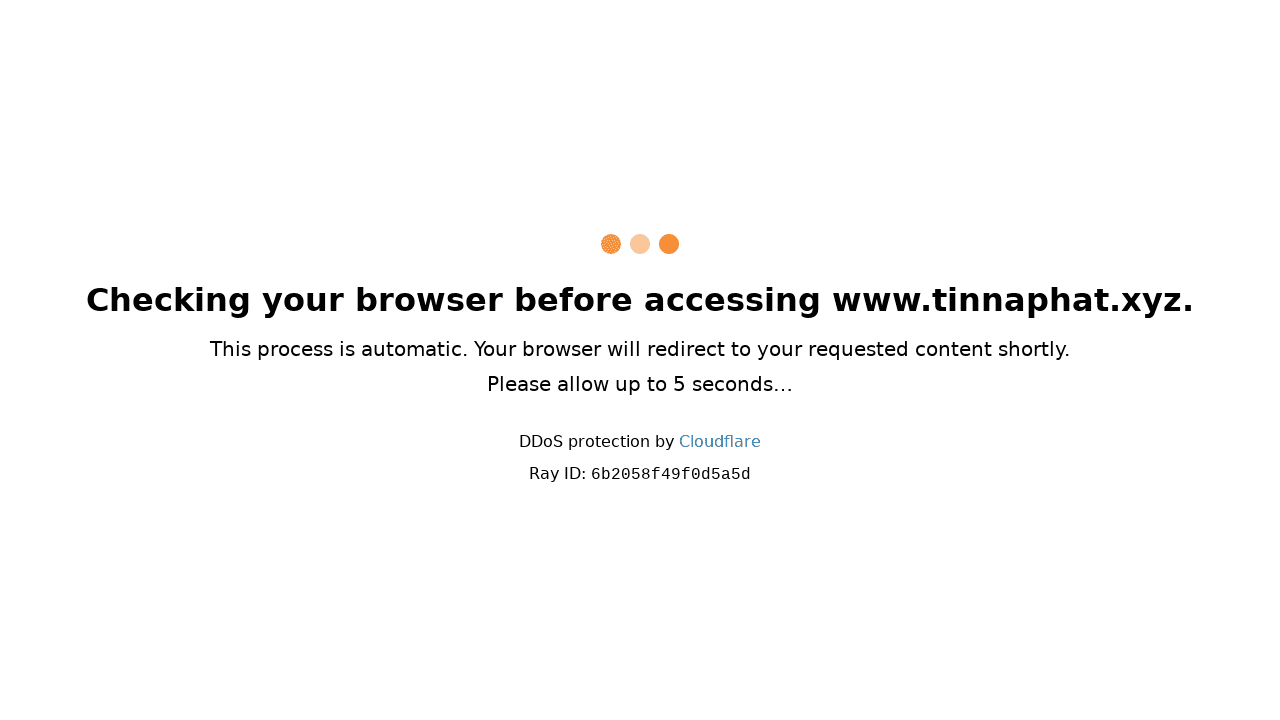 Checking your browser before accessing www.tinnaphat.xyz.
This process is automatic. Your browser will redirect to your requested content shortly.
Please allow up to 5 seconds…
DDoS protection by Cloudflare
Ray ID: 6b2058f49f0d5a5d